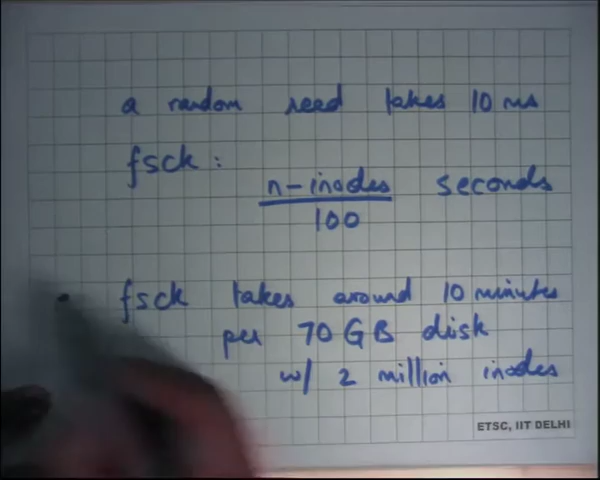 a random read takes 10 ms
fsck:
n-inodes seconds
100
fsck takes around 10 minutes
per 70 GB disk
w/ 2 million inodes
ETSC, IIT DELHI